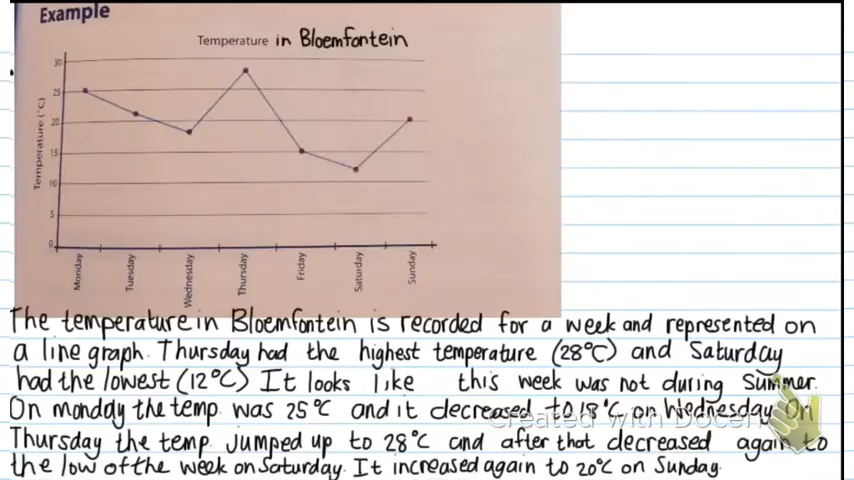 Example
Temperature in Bloemfontein
Temperature (°C)
30
25
20
15
10
5
0
Monday
Tuesday
Wednesday
Thursday
Friday
Saturday
Sunday
The temperature in Bloemfontein is recorded for a week and represented on
a line graph. Thursday had the highest temperature (28°C) and Saturday
had the lowest (12°C) It looks like this week was not during Summer.
On monday the temp. was 25°C and it decreased to 18°C on Wednesday On
Thursday the temp. jumped up to 28°C and after that decreased again to
the low of the week on Saturday. It increased again to 20°C on Sunday.
Created with